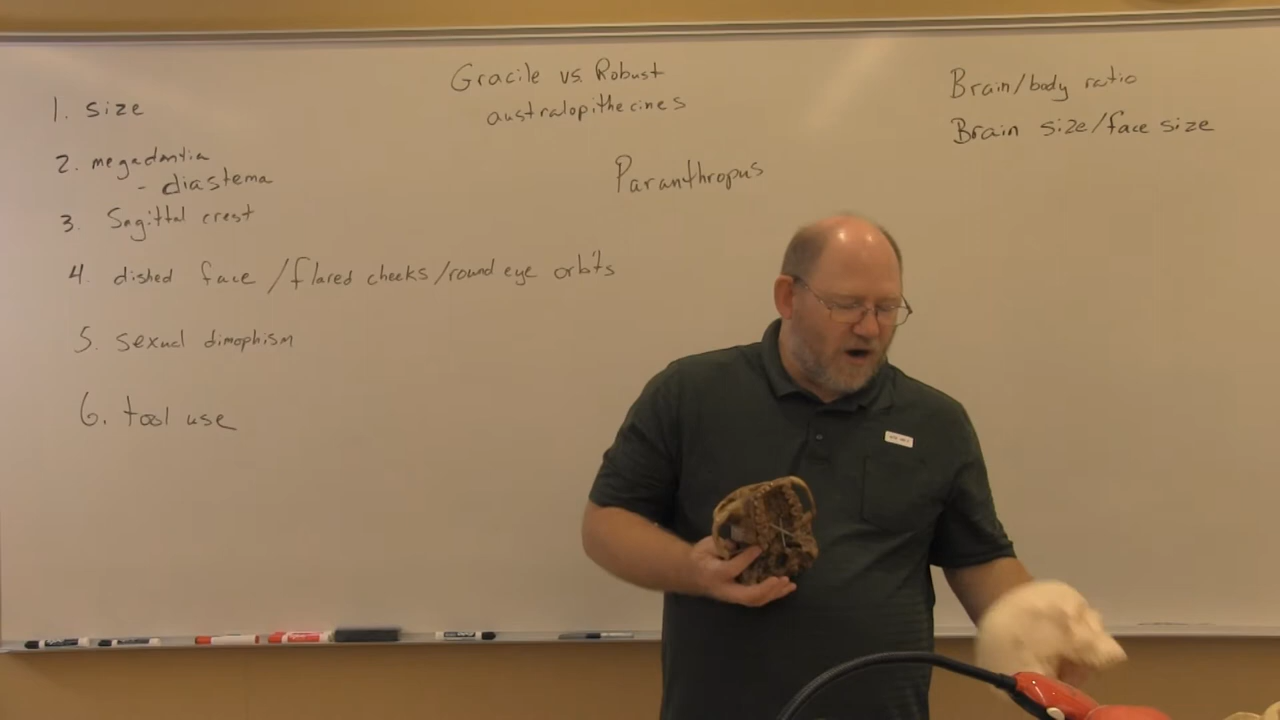 Gracile vs. Robust
australopithecines
Paranthropus
1. size
2. megadontia
- diastema
3. Sagittal crest
4. dished face / flared cheeks / round eye orbits
5. sexual dimophism
6. tool use
Brain/body ratio
Brain size/face size